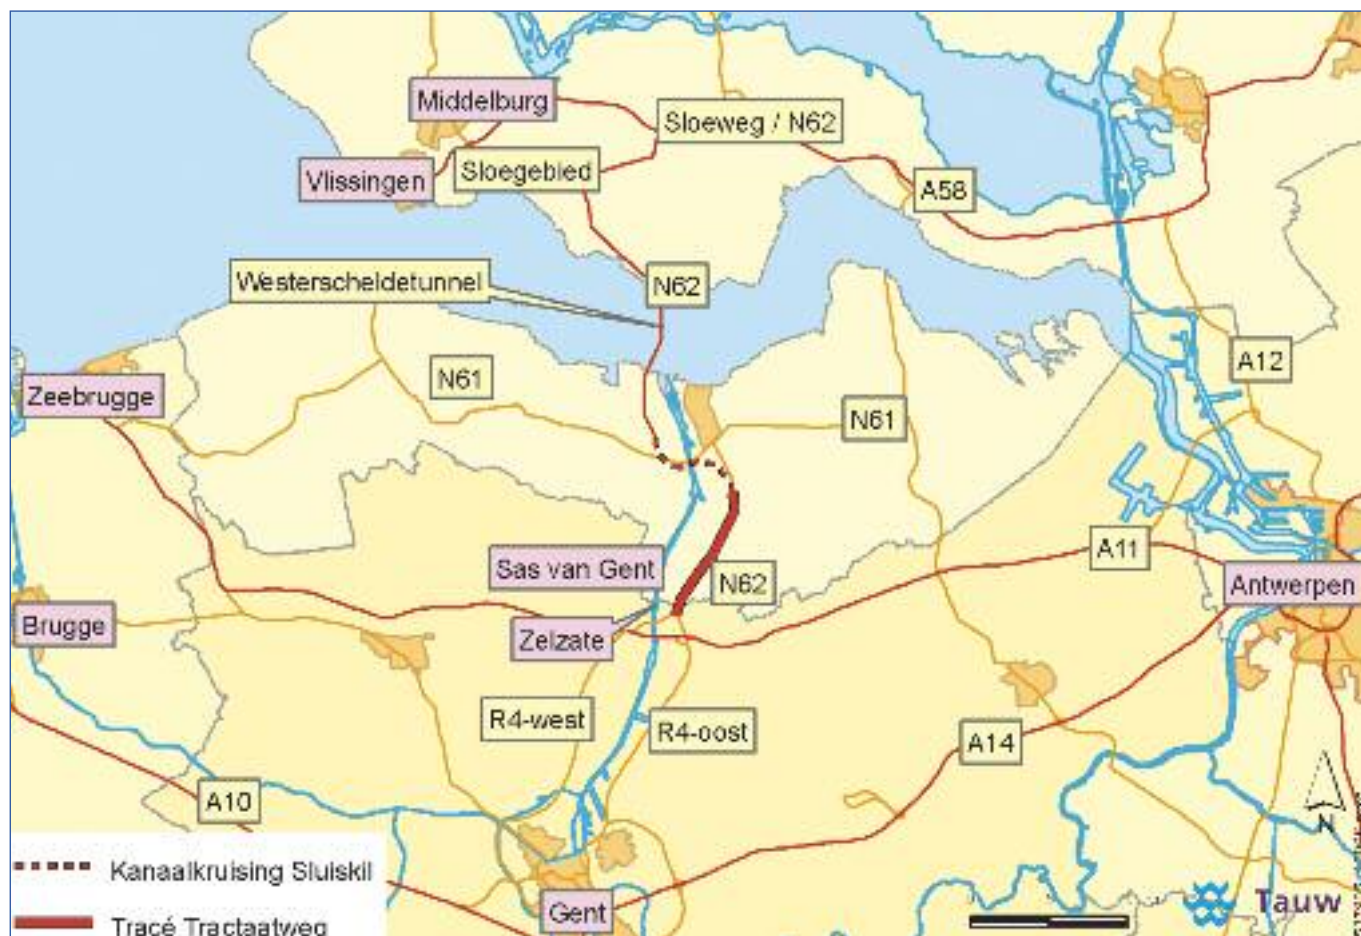 Middelburg
Sloeweg / N62
Vlissingen
Sloegebied
A58
Westerscheldetunnel
N62
A12
N61
Zeebrugge
N61
A11
Sas van Gent
N62
Antwerpen
Brugge
Zelzate
R4-west
R4-oost
A14
A10
N
Kanaalkruising Sluiskil
Tauw
Gent
Tracé Tractaatweg